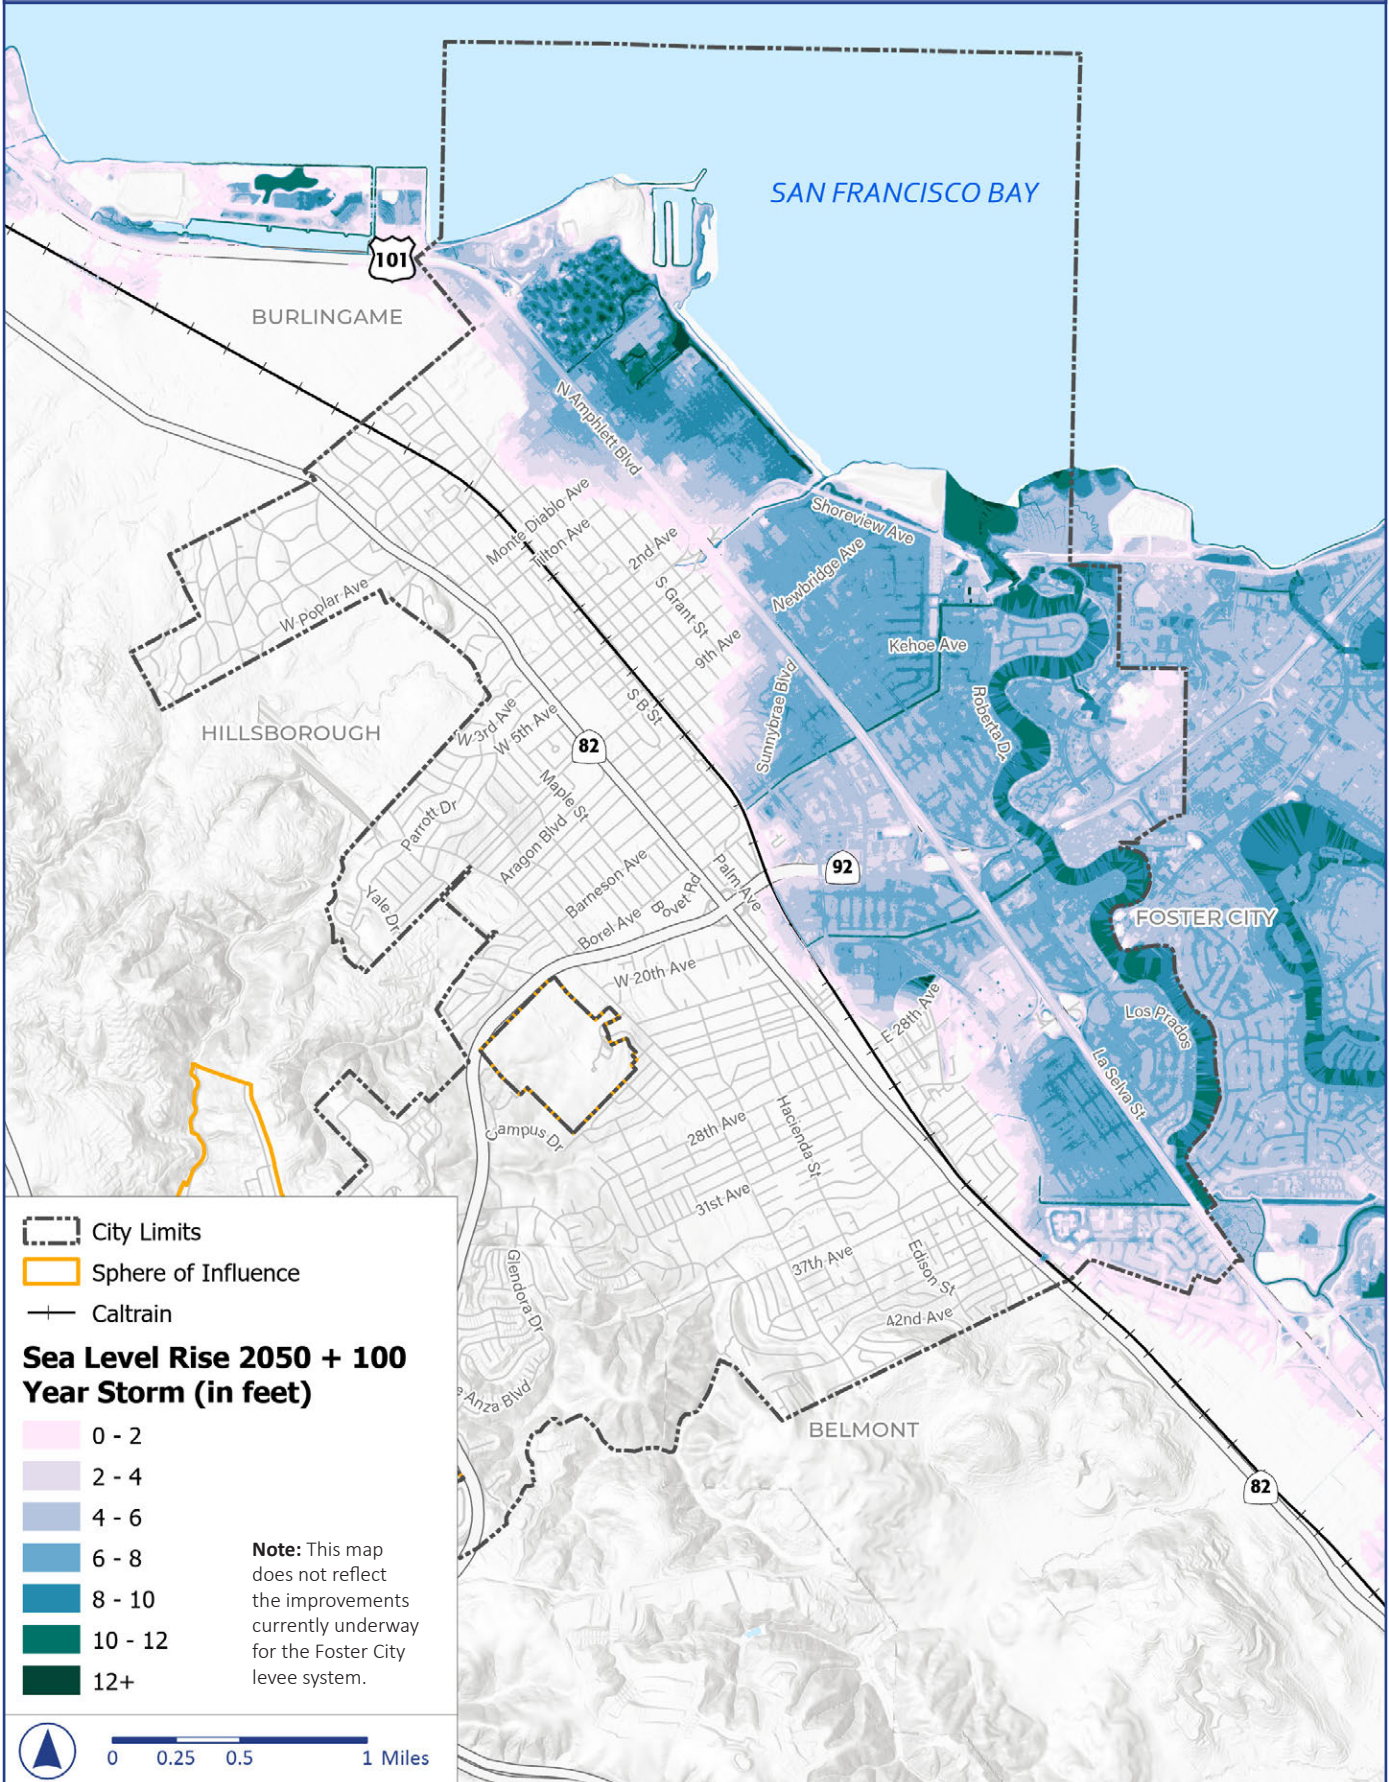 SAN FRANCISCO BAY
101
BURLINGAME
N Amphlett Blvd
Monte Diablo Ave
Tilton Ave
2nd Ave
Shoreview Ave
Newbridge Ave
S Grant St
W Poplar Ave
9th Ave
Kehoe Ave
Sunnybrae Blvd
Roberta Dr
S B St
W 3rd Ave
W 5th Ave
HILLSBOROUGH
82
Maple St
Parrott Dr
Aragon Blvd
92
Barneson Ave
Palm Ave
Bovet Rd
Yale Dr
Borel Ave
FOSTER CITY
W 20th Ave
E 28th Ave
Los Prados
La Selva St
Campus Dr
28th Ave
Hacienda St
31st Ave
37th Ave
Edison St
Glendora Dr
42nd Ave
e Anza Blvd
BELMONT
82
City Limits
Sphere of Influence
Caltrain
Sea Level Rise 2050 + 100
Year Storm (in feet)
0 - 2
2 - 4
4 - 6
6 - 8
8 - 10
10 - 12
12+
Note: This map
does not reflect
the improvements
currently underway
for the Foster City
levee system.
0 0.25 0.5 1 Miles